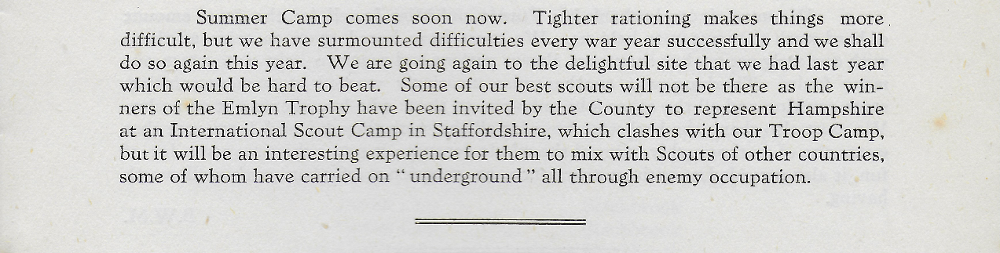 Summer Camp comes soon now. Tighter rationing makes things more
difficult, but we have surmounted difficulties every war year successfully and we shall
do so again this year. We are going again to the delightful site that we had last year
which would be hard to beat. Some of our best scouts will not be there as the win-
ners of the Emlyn Trophy have been invited by the County to represent Hampshire
at an International Scout Camp in Staffordshire, which clashes with our Troop Camp,
but it will be an interesting experience for them to mix with Scouts of other countries,
some of whom have carried on “ underground ” all through enemy occupation.